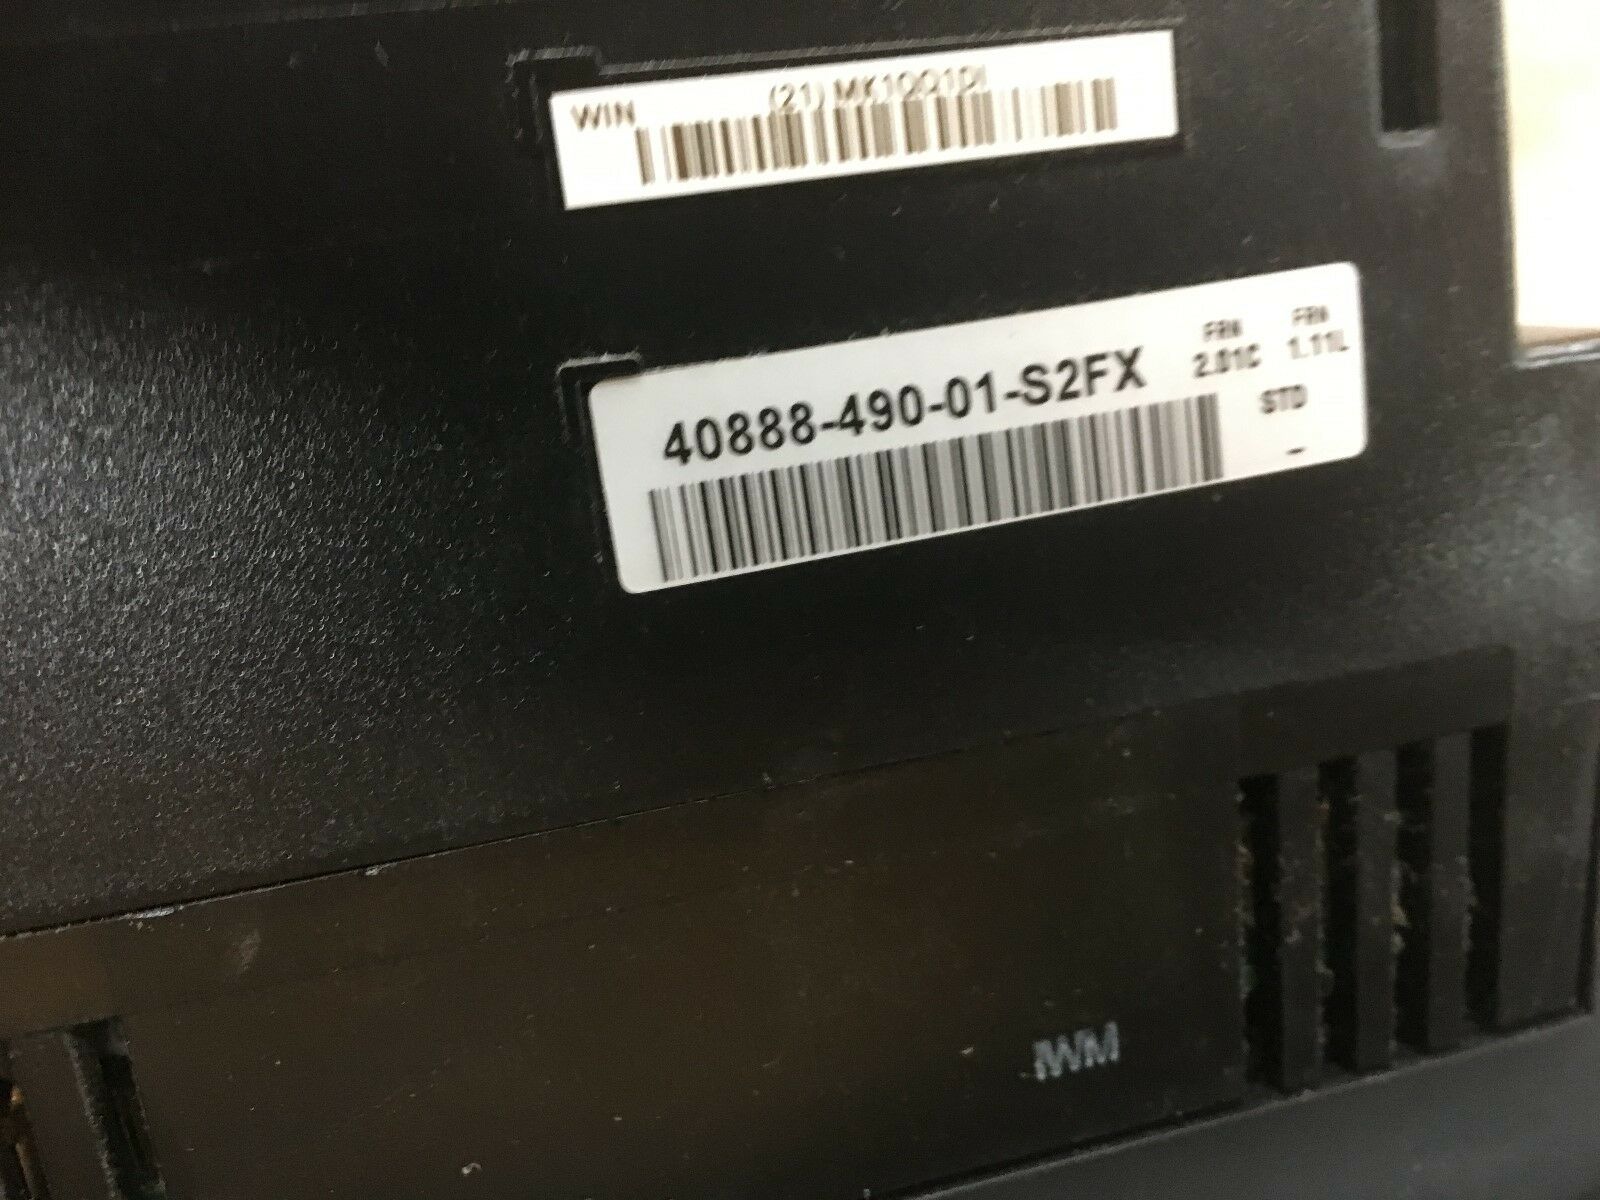 WIN
40888-490-01-S2FX
FRN 2.01C
FRN 1.11L
STD
-